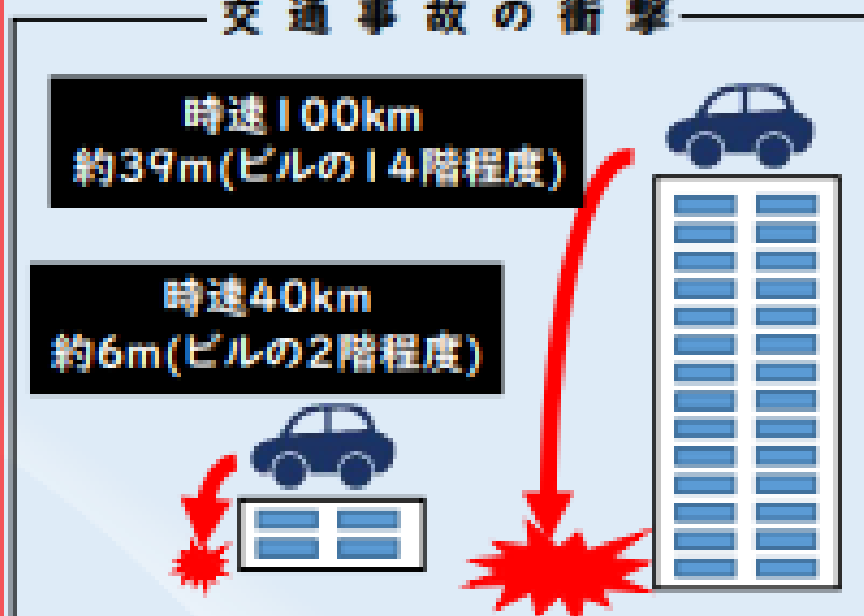 交通事故の衝撃
時速100km
約39m(ビルの14階程度)
時速40km
約6m(ビルの2階程度)